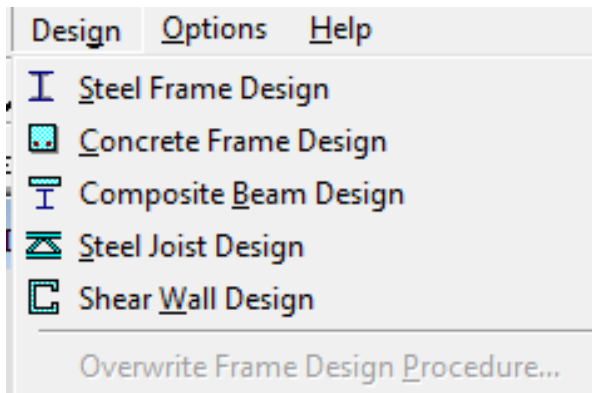 Design Options Help
Steel Frame Design
Concrete Frame Design
Composite Beam Design
Steel Joist Design
Shear Wall Design
Overwrite Frame Design Procedure...